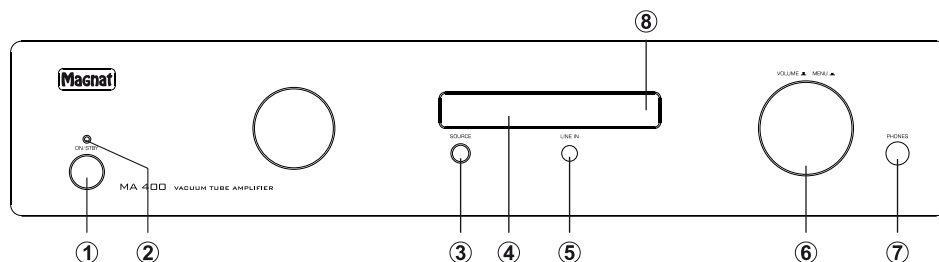 8
VOLUME MENU
Magnat
SOURCE
LINE IN
PHONES
ON/STBY
MA 400 VACUUM TUBE AMPLIFIER
1 2 3 4 5 6 7